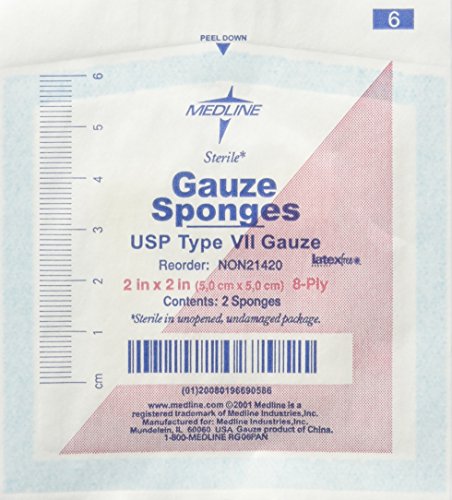 6
PEEL DOWN
MEDLINE
Sterile*
Gauze
Sponges
USP Type VII Gauze
Reorder: NON21420
latexfree
2 in x 2 in (5,0 cm x 5,0 cm) 8-Ply
Contents: 2 Sponges
*Sterile in unopened, undamaged package.
(01)20080196690586
www.medline.com ©2001 Medline is a
registered trademark of Medline Industries,Inc.
Manufactured for: Medline Industries,Inc.
Mundelein, IL 60060 USA Gauze product of China.
1-800-MEDLINE RG06PAN
6
5
4
3
2
1
cm